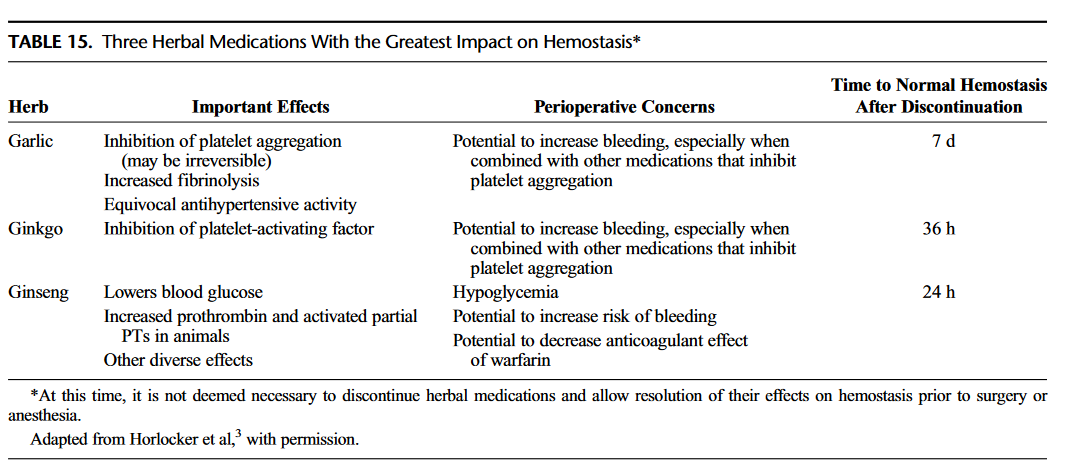 TABLE 15. Three Herbal Medications With the Greatest Impact on Hemostasis*
Time to Normal Hemostasis
Herb Important Effects Perioperative Concerns After Discontinuation
Garlic Inhibition of platelet aggregation Potential to increase bleeding, especially when 7 d
(may be irreversible) combined with other medications that inhibit
Increased fibrinolysis platelet aggregation
Equivocal antihypertensive activity
Ginkgo Inhibition of platelet-activating factor Potential to increase bleeding, especially when 36 h
combined with other medications that inhibit
platelet aggregation
Ginseng Lowers blood glucose Hypoglycemia 24 h
Increased prothrombin and activated partial Potential to increase risk of bleeding
PTs in animals Potential to decrease anticoagulant effect
Other diverse effects of warfarin
*At this time, it is not deemed necessary to discontinue herbal medications and allow resolution of their effects on hemostasis prior to surgery or
anesthesia.
Adapted from Horlocker et al,3 with permission.